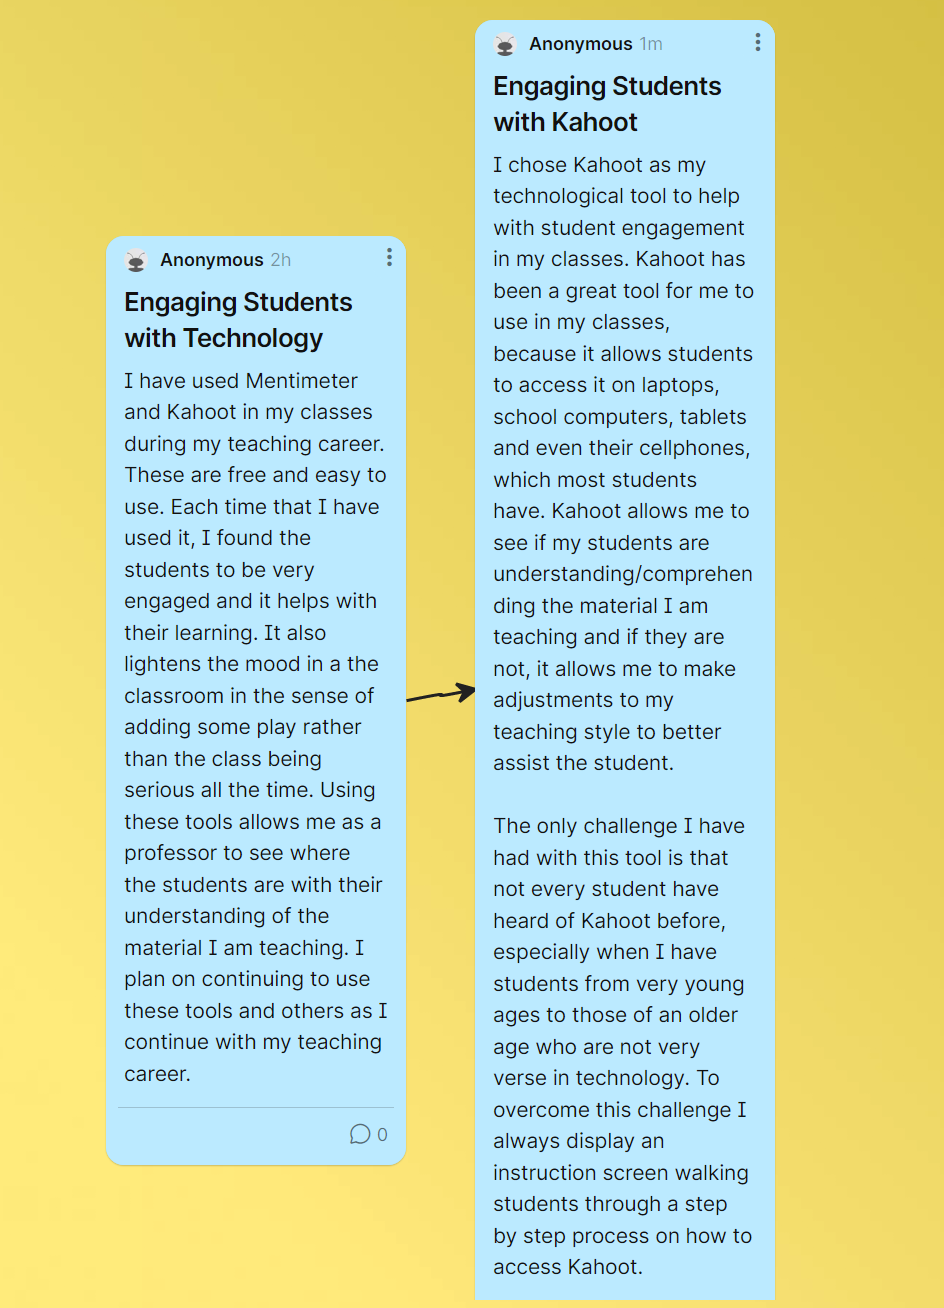 Anonymous 2h
Engaging Students
with Technology
I have used Mentimeter
and Kahoot in my classes
during my teaching career.
These are free and easy to
use. Each time that I have
used it, I found the
students to be very
engaged and it helps with
their learning. It also
lightens the mood in a the
classroom in the sense of
adding some play rather
than the class being
serious all the time. Using
these tools allows me as a
professor to see where
the students are with their
understanding of the
material I am teaching. I
plan on continuing to use
these tools and others as I
continue with my teaching
career.
0
Anonymous 1m
Engaging Students
with Kahoot
I chose Kahoot as my
technological tool to help
with student engagement
in my classes. Kahoot has
been a great tool for me to
use in my classes,
because it allows students
to access it on laptops,
school computers, tablets
and even their cellphones,
which most students
have. Kahoot allows me to
see if my students are
understanding/comprehen
ding the material I am
teaching and if they are
not, it allows me to make
adjustments to my
teaching style to better
assist the student.
The only challenge I have
had with this tool is that
not every student have
heard of Kahoot before,
especially when I have
students from very young
ages to those of an older
age who are not very
verse in technology. To
overcome this challenge I
always display an
instruction screen walking
students through a step
by step process on how to
access Kahoot.